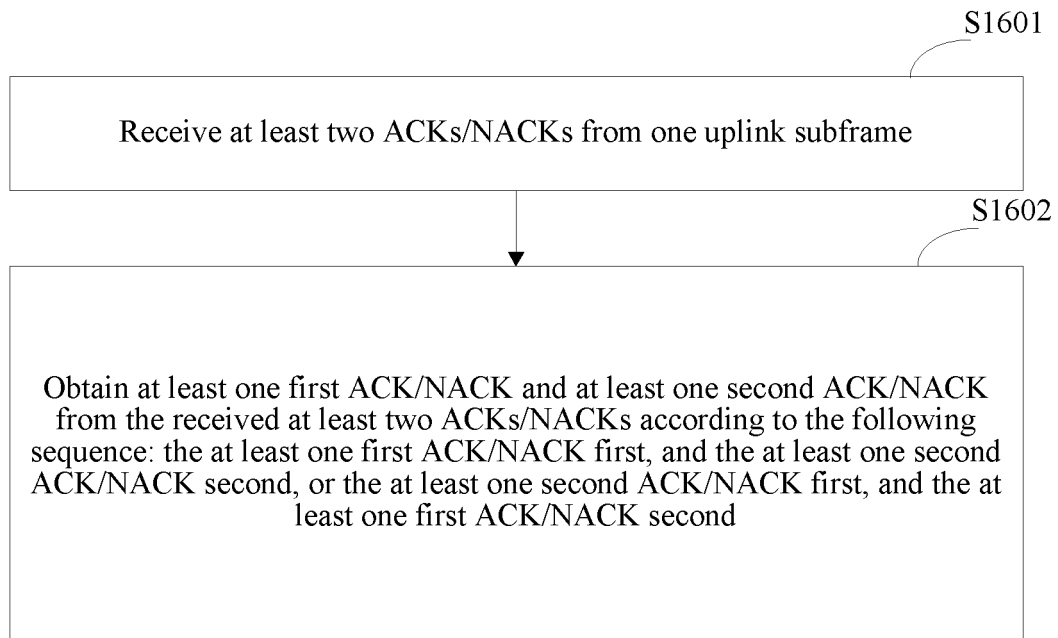 S1601
Receive at least two ACKs/NACKs from one uplink subframe
S1602
Obtain at least one first ACK/NACK and at least one second ACK/NACK
from the received at least two ACKs/NACKs according to the following
sequence: the at least one first ACK/NACK first, and the at least one second
ACK/NACK second, or the at least one second ACK/NACK first, and the at
least one first ACK/NACK second